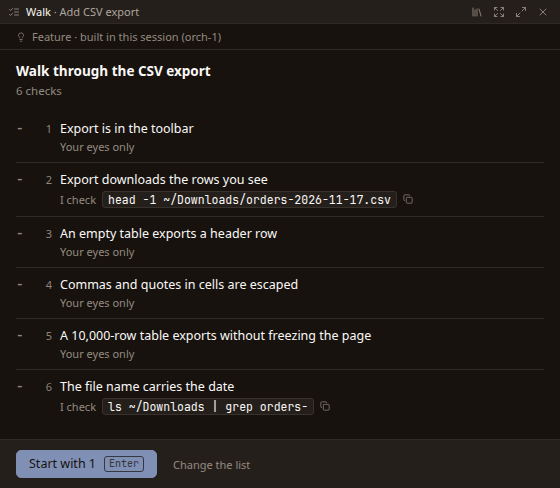 Walk · Add CSV export
Feature · built in this session (orch-1)
Walk through the CSV export
6 checks
- 1 Export is in the toolbar
Your eyes only
- 2 Export downloads the rows you see
I check head -1 ~/Downloads/orders-2026-11-17.csv
- 3 An empty table exports a header row
Your eyes only
- 4 Commas and quotes in cells are escaped
Your eyes only
- 5 A 10,000-row table exports without freezing the page
Your eyes only
- 6 The file name carries the date
I check ls ~/Downloads | grep orders-
Start with 1 Enter Change the list